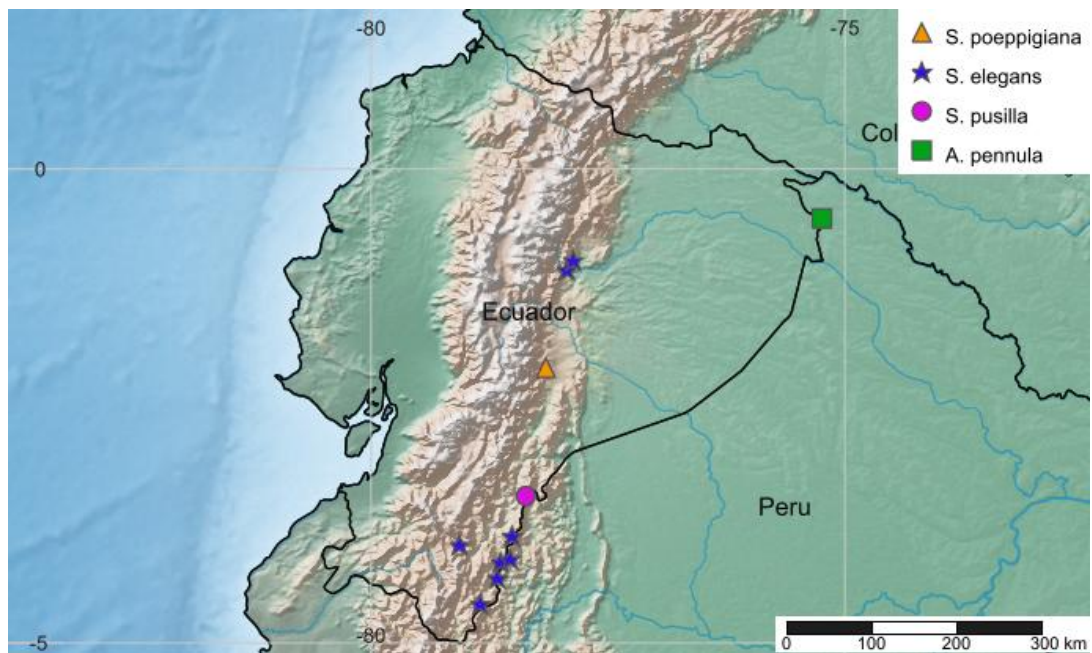 -80
-75
S. poeppigiana
S. elegans
S. pusilla
A. pennula
Col
0
Ecuador
Peru
-5
-80
0 100 200 300 km